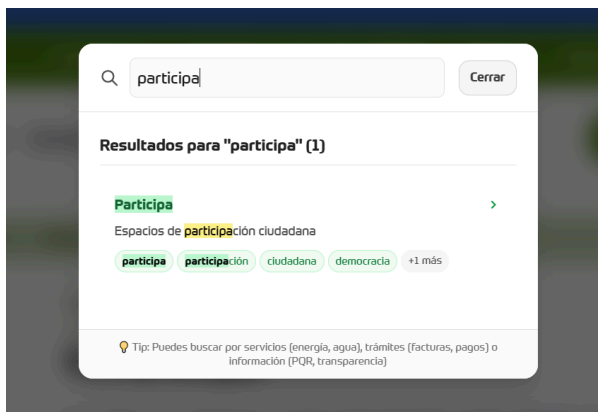 participa
Cerrar
Resultados para "participa" (1)
Participa
Espacios de participación ciudadana
participa participación ciudadana democracia +1 más
Tip: Puedes buscar por servicios (energía, agua), trámites (facturas, pagos) o
información (PQR, transparencia)